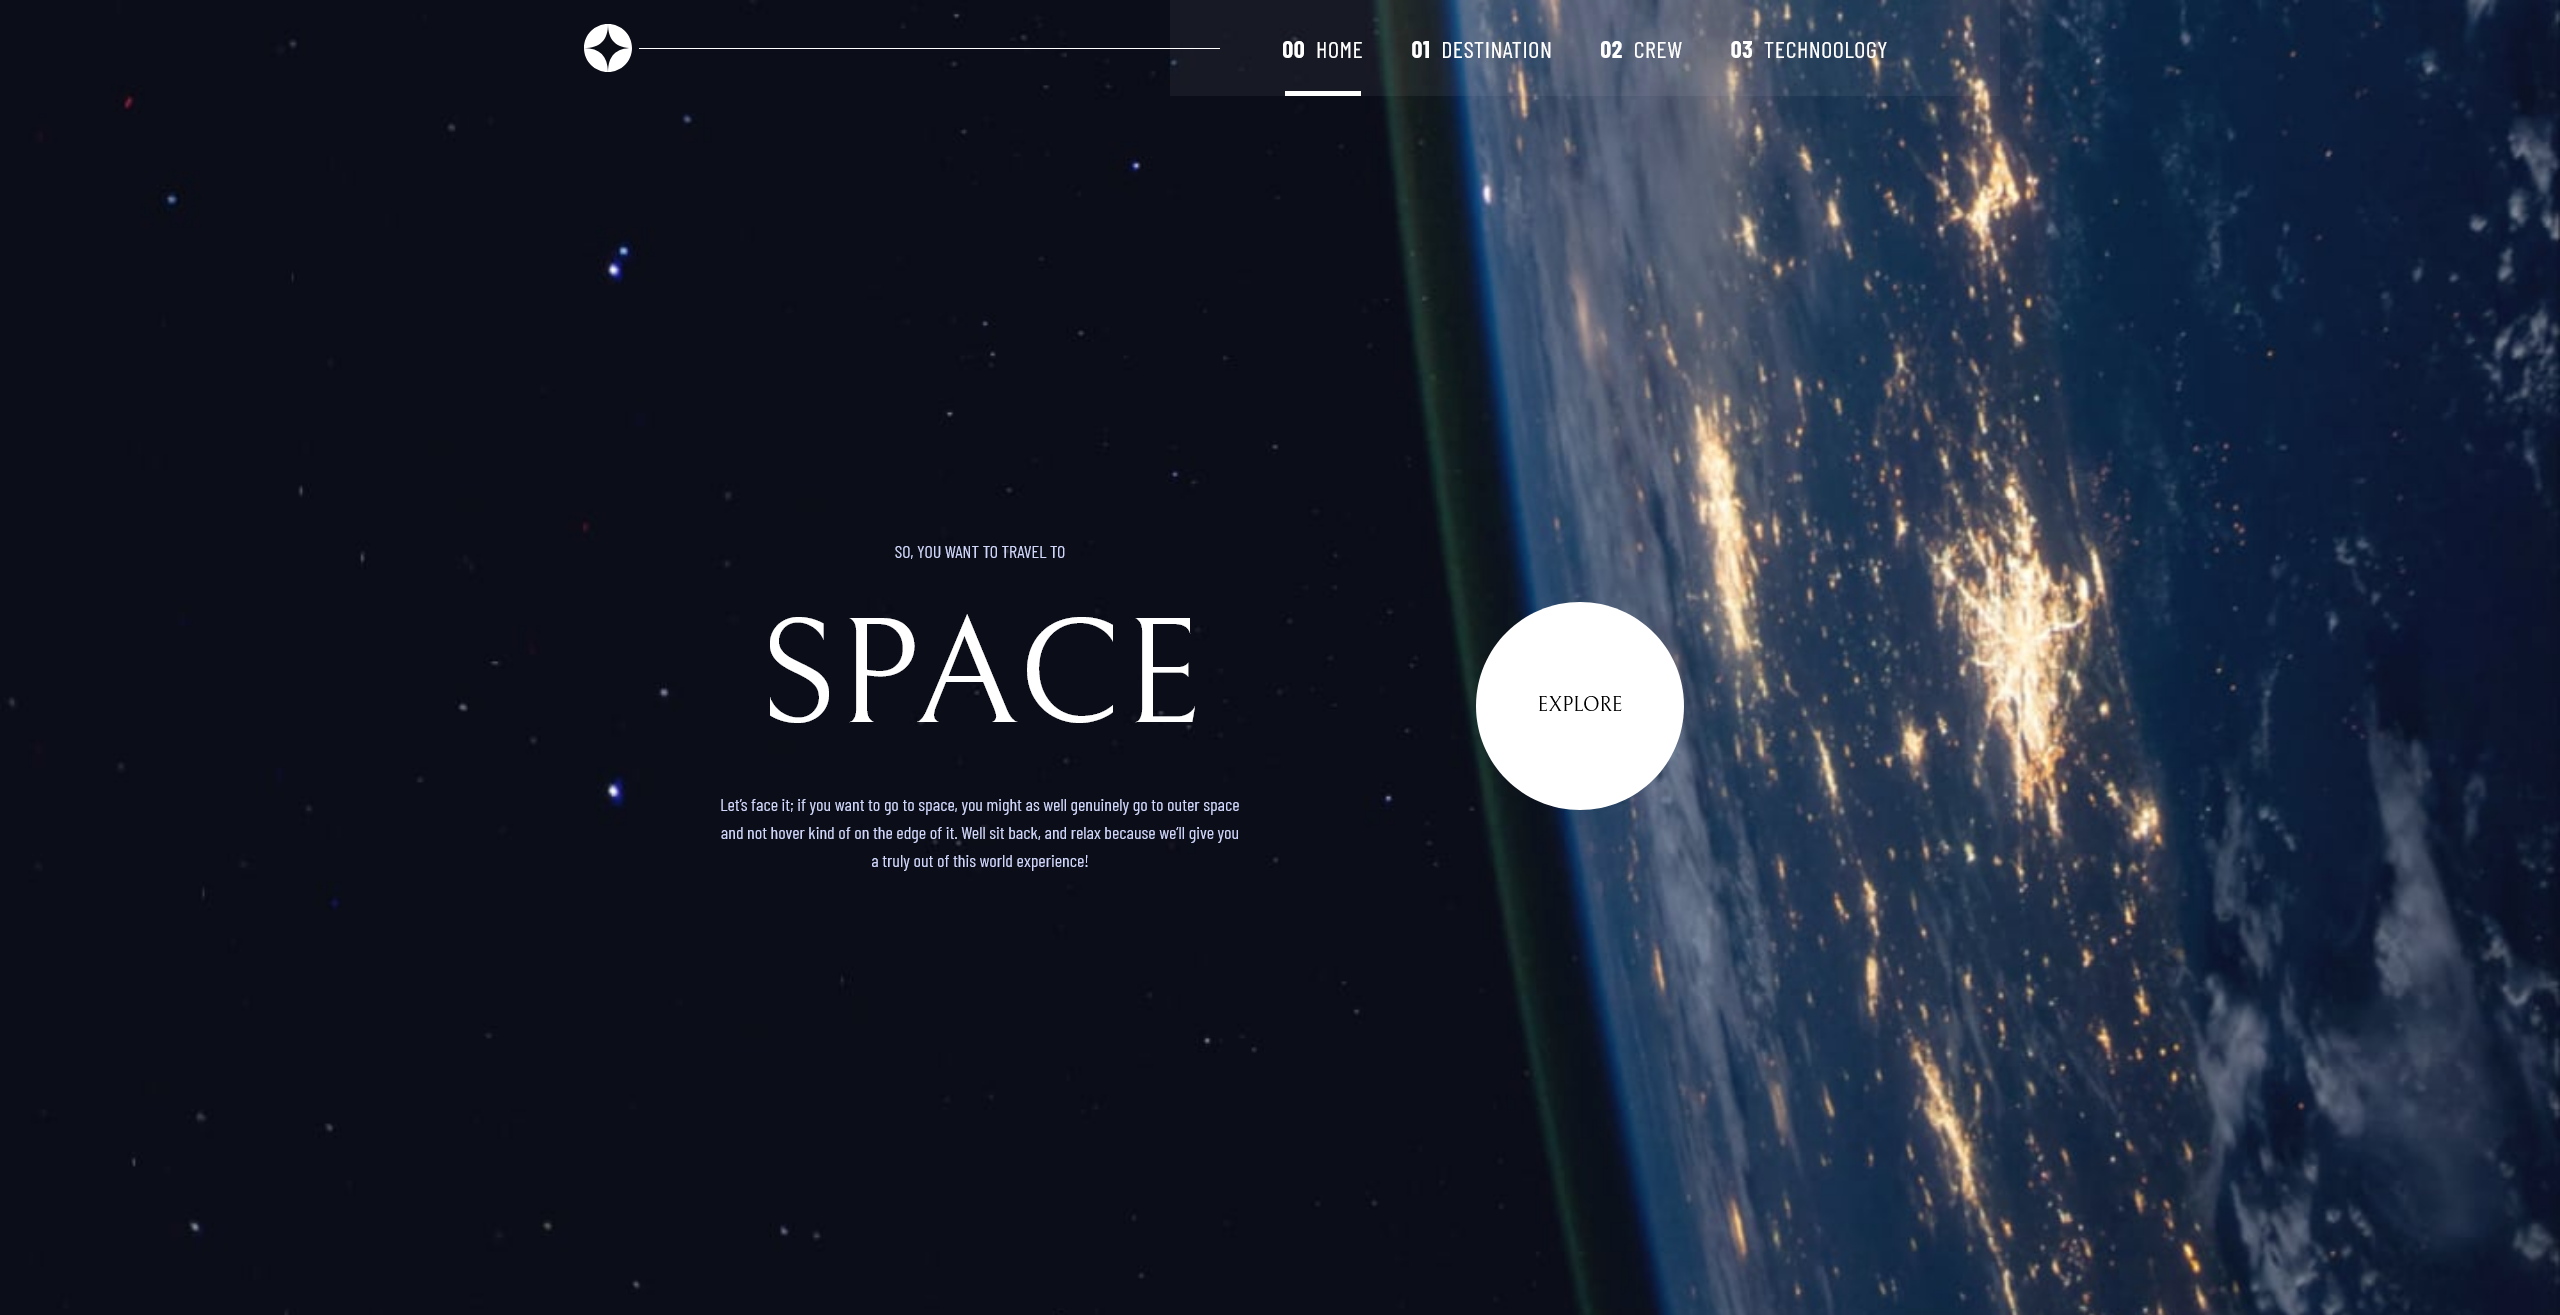 00 HOME 01 DESTINATION 02 CREW 03 TECHNOOLOGY
SO, YOU WANT TO TRAVEL TO
SPACE
EXPLORE
Let's face it; if you want to go to space, you might as well genuinely go to outer space
and not hover kind of on the edge of it. Well sit back, and relax because we'll give you
a truly out of this world experience!